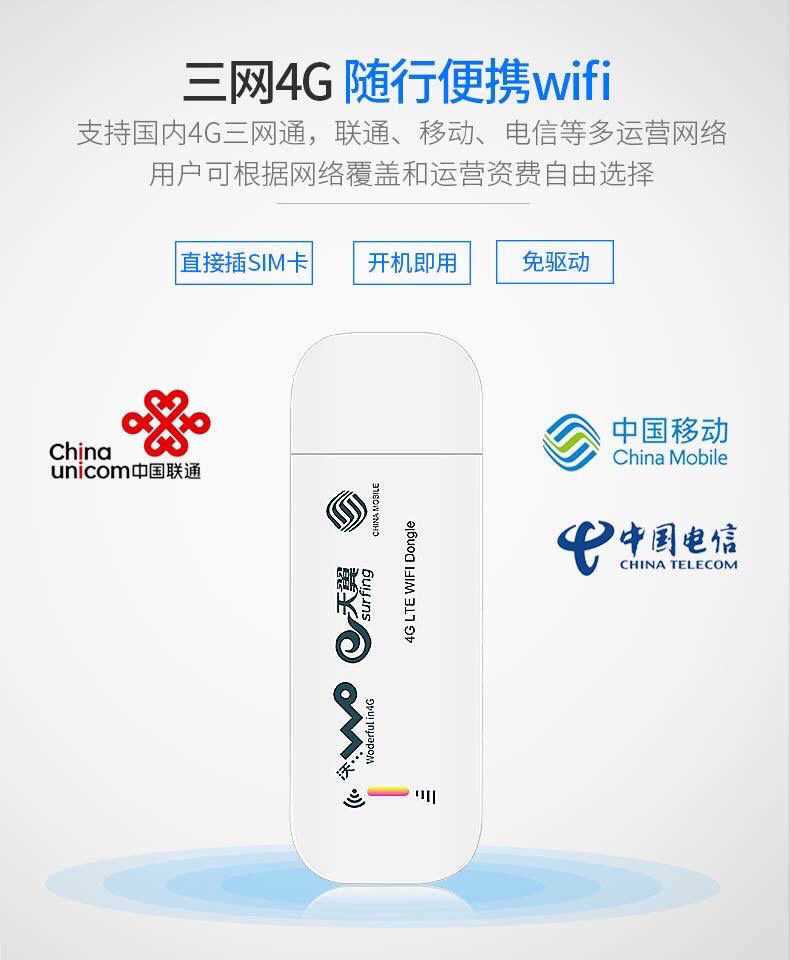 三网4G 随行便携wifi
支持国内4G三网通，联通、移动、电信等多运营网络
用户可根据网络覆盖和运营资费自由选择
直接插SIM卡
开机即用
免驱动
China
unicom中国联通
中国移动
China Mobile
中国电信
CHINA TELECOM
CHINA MOBILE
天翼
surfing
4G LTE WIFI Dongle
沃...wo
Woderful in4G